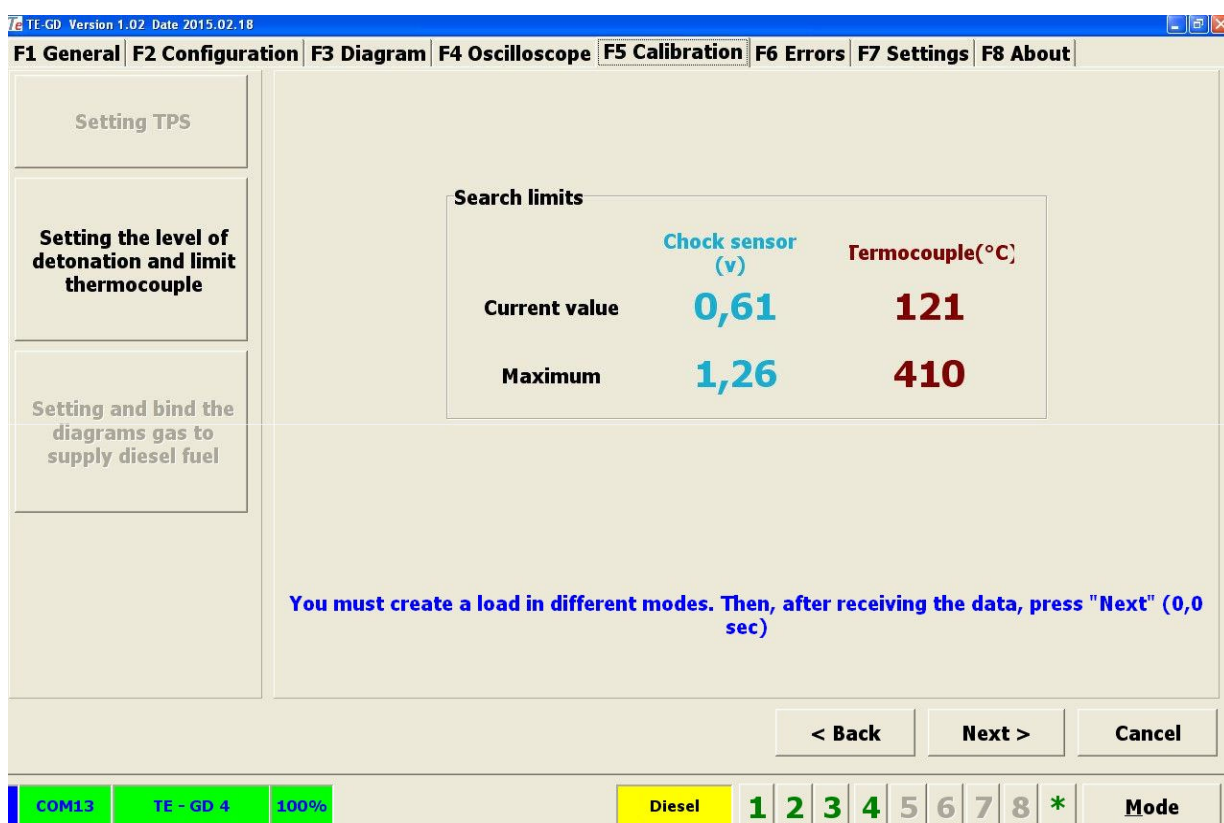 Te TE-GD Version 1.02 Date 2015.02.18
F1 General F2 Configuration F3 Diagram F4 Oscilloscope F5 Calibration F6 Errors F7 Settings F8 About
Setting TPS
Setting the level of
detonation and limit
thermocouple
Setting and bind the
diagrams gas to
supply diesel fuel
Search limits
Chock sensor
(v)
Termocouple(°C)
Current value 0,61 121
Maximum 1,26 410
You must create a load in different modes. Then, after receiving the data, press "Next" (0,0
sec)
< Back Next > Cancel
COM13 TE - GD 4 100% Diesel 1 2 3 4 5 6 7 8 * Mode